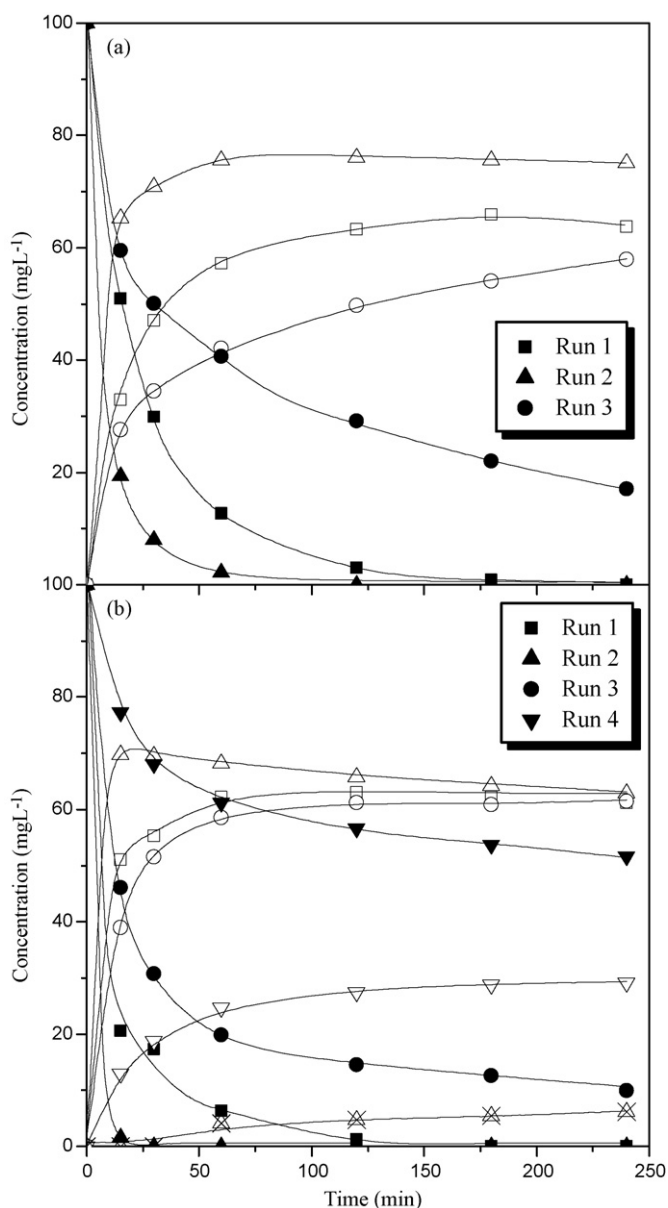 100
(a)
80
60
40
20
Concentration (mgL-1)
Run 1
Run 2
Run 3
100
(b)
80
60
40
20
0
Concentration (mgL-1)
Run 1
Run 2
Run 3
Run 4
0 50 100 150 200 250
Time (min)